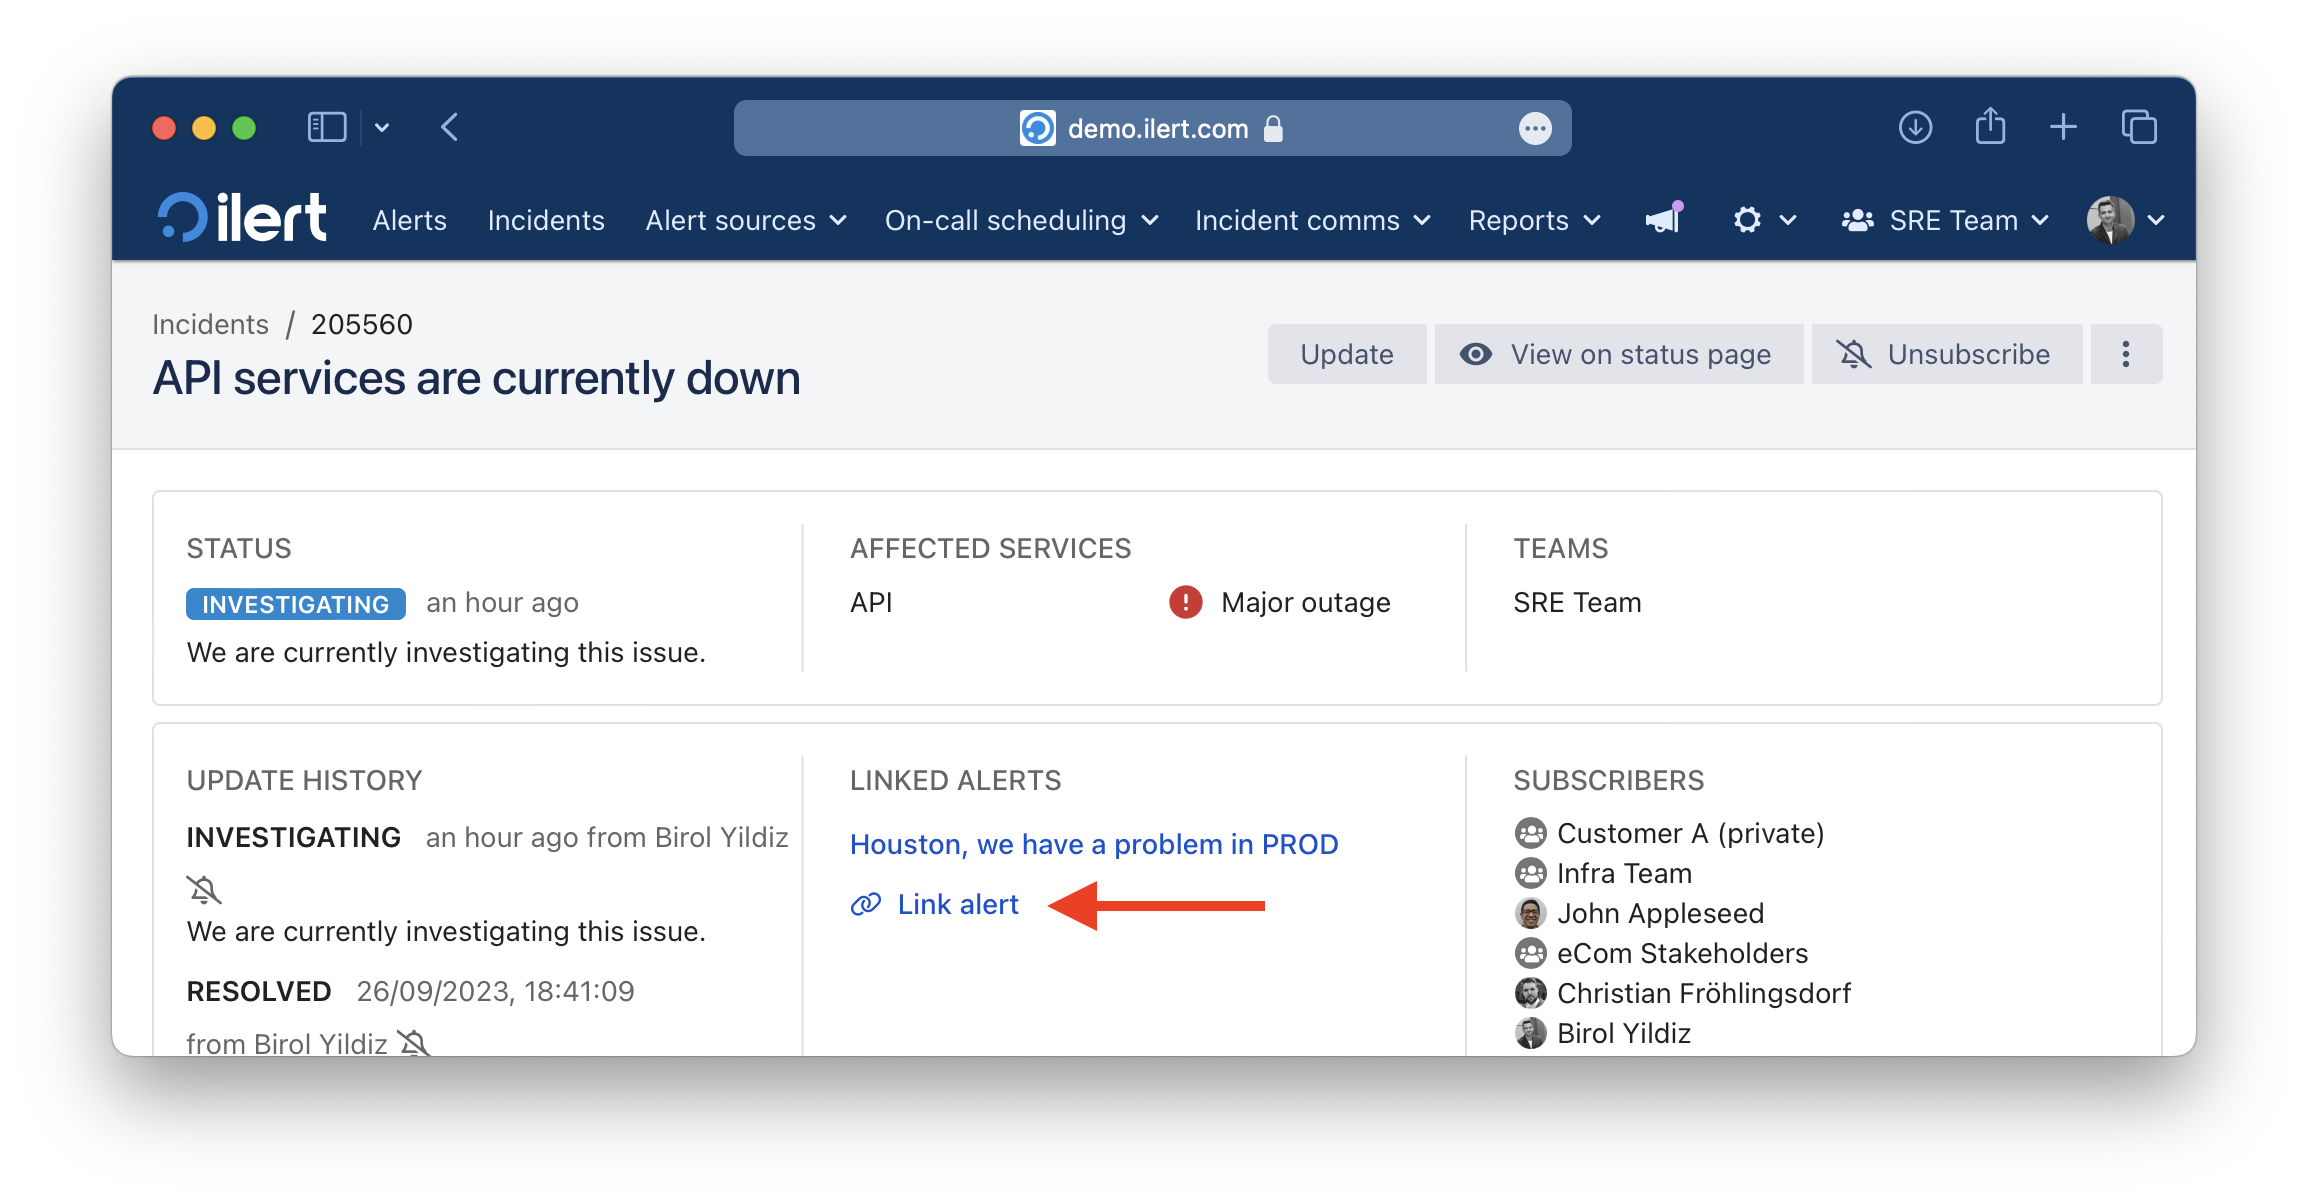 demo.ilert.com
ilert Alerts Incidents Alert sources On-call scheduling Incident comms Reports SRE Team
Incidents / 205560
API services are currently down
Update View on status page Unsubscribe
STATUS
INVESTIGATING an hour ago
We are currently investigating this issue.
AFFECTED SERVICES
API Major outage
TEAMS
SRE Team
UPDATE HISTORY
INVESTIGATING an hour ago from Birol Yildiz
We are currently investigating this issue.
RESOLVED 26/09/2023, 18:41:09
from Birol Yildiz
LINKED ALERTS
Houston, we have a problem in PROD
Link alert
SUBSCRIBERS
Customer A (private)
Infra Team
John Appleseed
eCom Stakeholders
Christian Fröhlingsdorf
Birol Yildiz